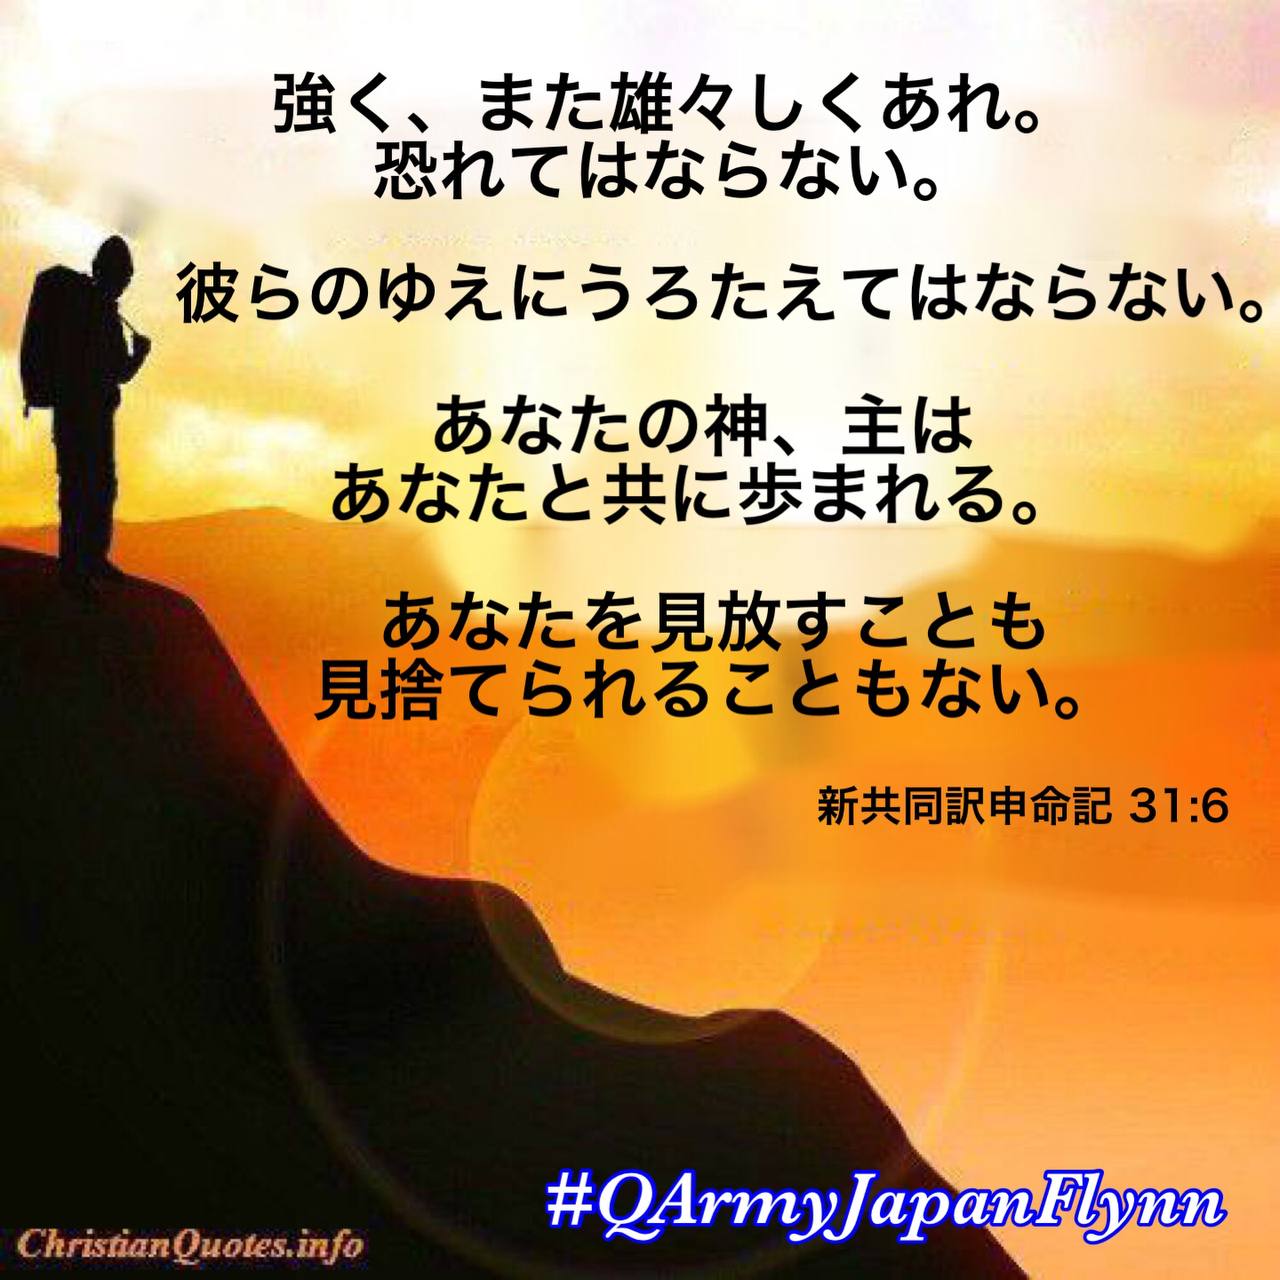 強く、また雄々しくあれ。
恐れてはならない。
彼らのゆえにうろたえてはならない。
あなたの神、主は
あなたと共に歩まれる。
あなたを見放すことも
見捨てられることもない。
新共同訳申命記 31:6
#QArmyJapanFlynn
ChristianQuotes.info